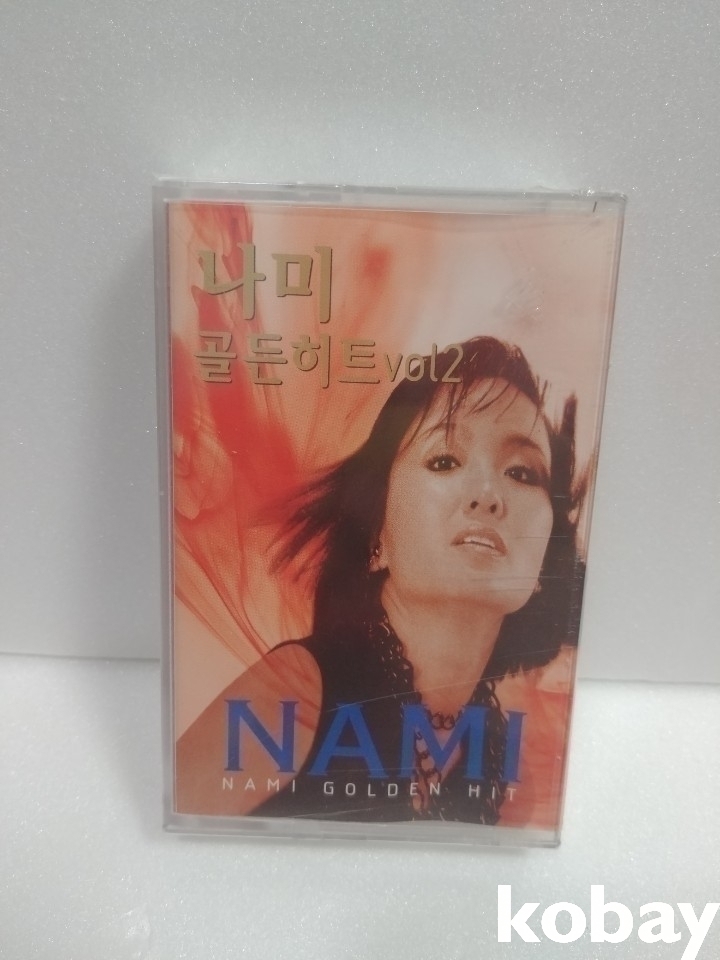 나미
골든히트vol2
NAMI
NAMI GOLDEN HIT
kobay